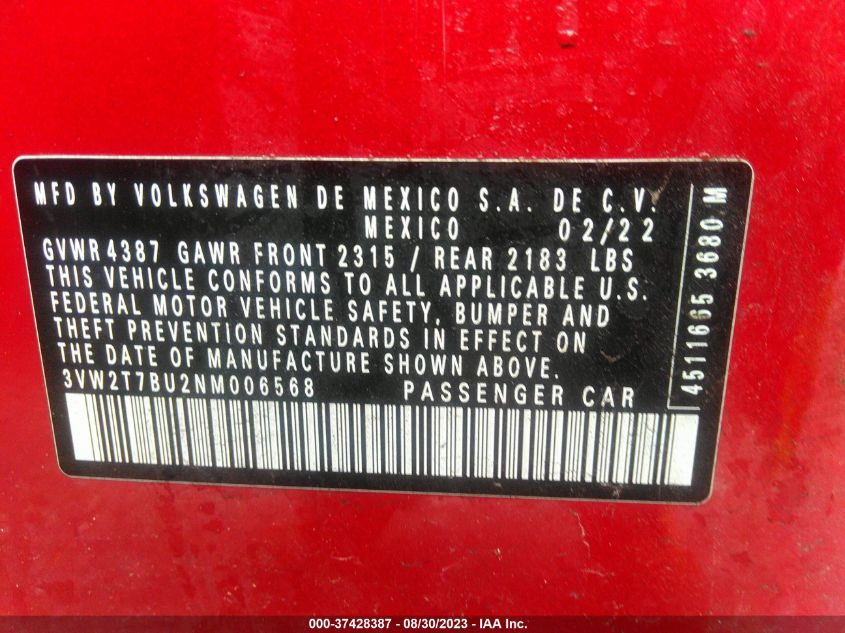 MFD BY VOLKSWAGEN DE MEXICO S.A. DE C.V.
MEXICO 02/22
GVWR 4387 GAWR FRONT 2315 / REAR 2183 LBS
THIS VEHICLE CONFORMS TO ALL APPLICABLE U.S.
FEDERAL MOTOR VEHICLE SAFETY, BUMPER AND
THEFT PREVENTION STANDARDS IN EFFECT ON
THE DATE OF MANUFACTURE SHOWN ABOVE.
3VW2T7BU2NM006568 PASSENGER CAR
4511665 3680 M
000-37428387 - 08/30/2023 - IAA Inc.